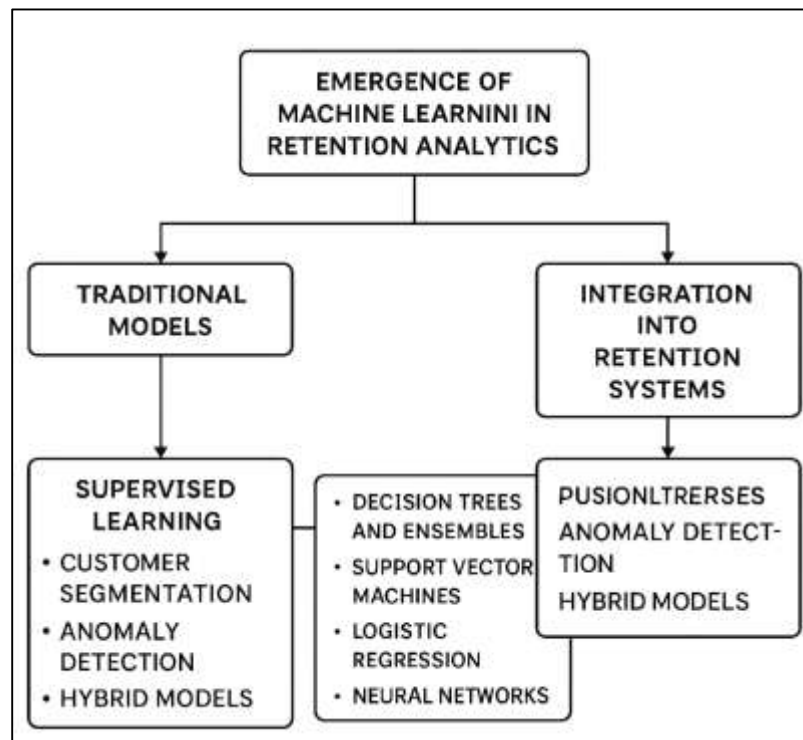 EMERGENCE OF
MACHINE LEARNINI IN
RETENTION ANALYTICS
TRADITIONAL
MODELS
INTEGRATION
INTO
RETENTION
SYSTEMS
SUPERVISED
LEARNING
• CUSTOMER
SEGMENTATION
• ANOMALY
DETECTION
• HYBRID MODELS
• DECISION TREES
AND ENSEMBLES
• SUPPORT VECTOR
MACHINES
• LOGISTIC
REGRESSION
• NEURAL NETWORKS
PUSIONLTRERSES
ANOMALY DETECT-
TION
HYBRID MODELS